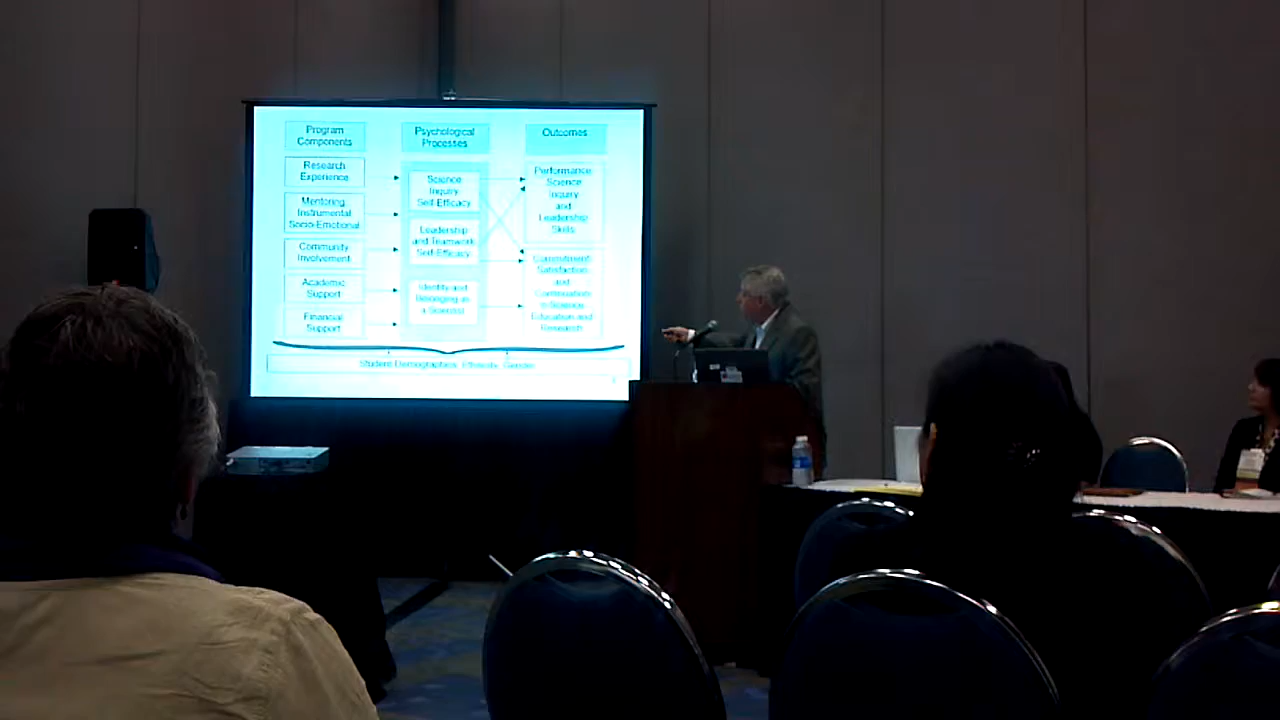 Program
Components
Research
Experience
Mentoring:
Instrumental
Socio-Emotional
Community
Involvement
Academic
Support
Financial
Support
Psychological
Processes
Science
Inquiry
Self-Efficacy
Leadership
and Teamwork
Self-Efficacy
Identity and
Belonging as
a Scientist
Outcomes
Performance:
Science
Inquiry
and
Leadership
Skills
Commitment:
Satisfaction
and
Continuation
in Science
Education and
Research
Student Demographics: Ethnicity, Gender